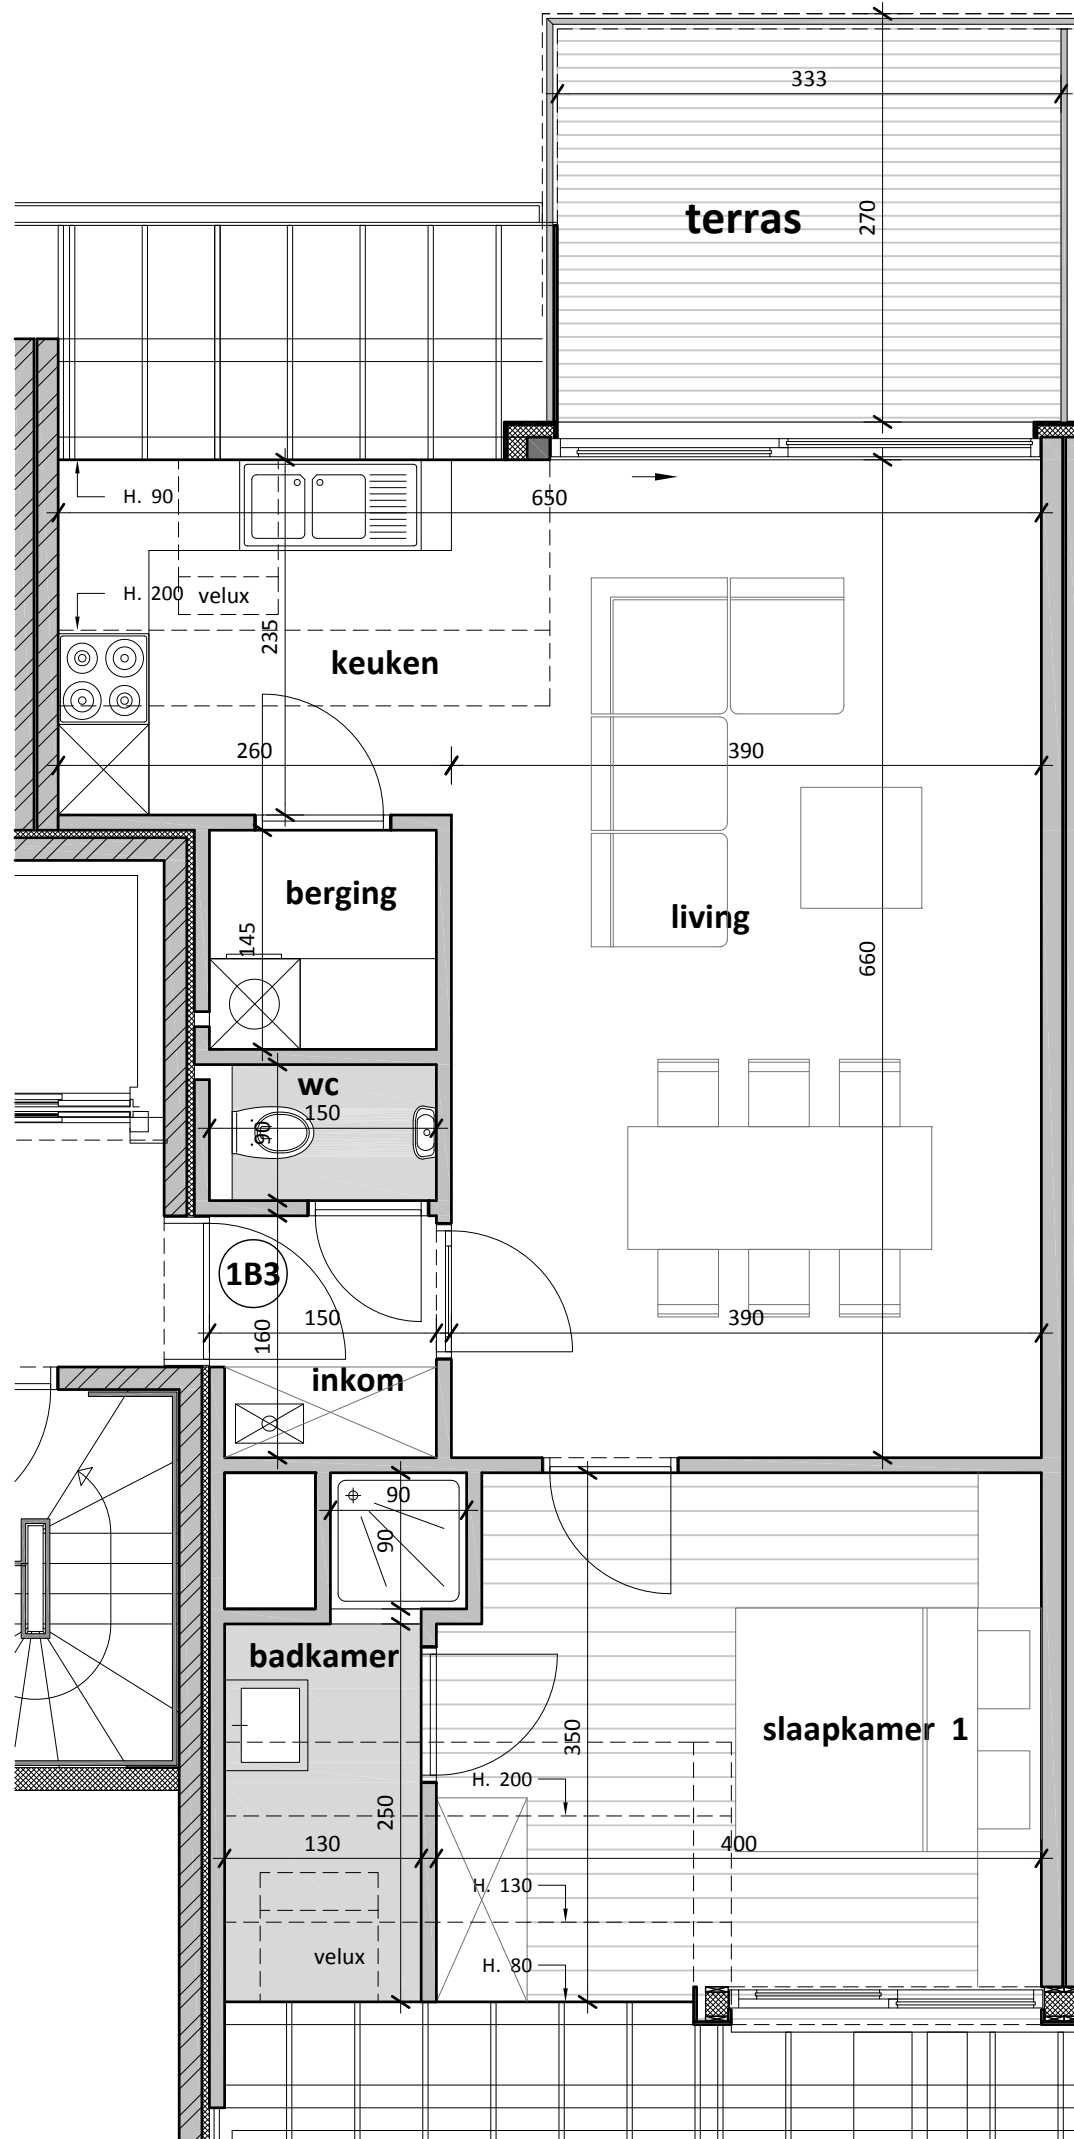 333
terras
270
H. 90
650
H. 200
velux
235
keuken
260
390
berging
living
145
660
wc
150
90
1B3
150
390
160
inkom
90
90
badkamer
slaapkamer 1
350
H. 200
250
130
400
H. 130
velux
H. 80